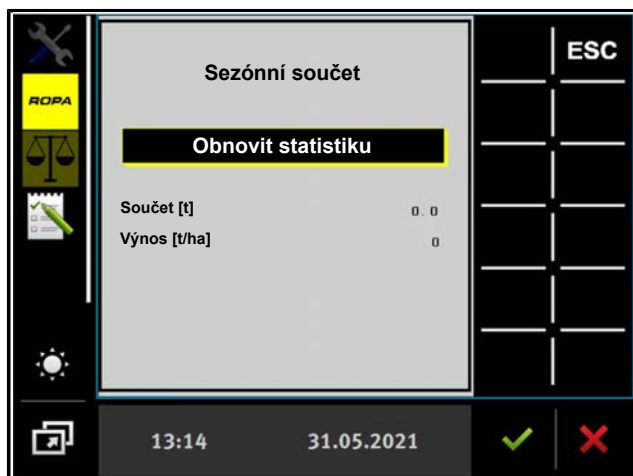 ESC
Sezónní součet
ROPA
Obnovit statistiku
Součet [t] 0.0
Výnos [t/ha] 0
13:14 31.05.2021